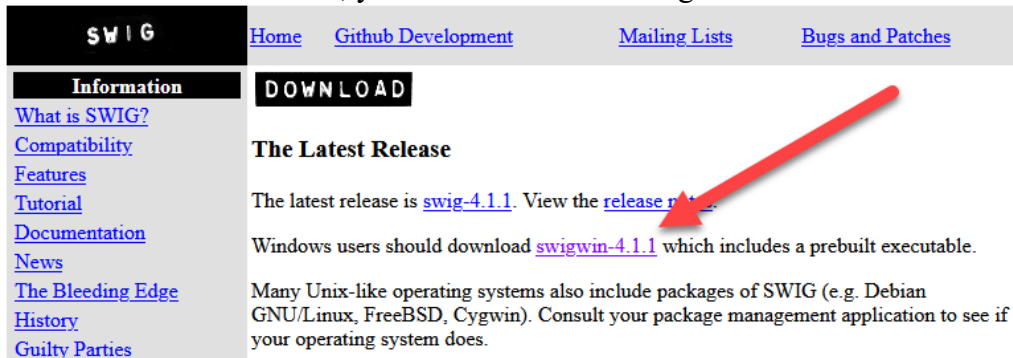 SWIG
Home Github Development Mailing Lists Bugs and Patches
Information
What is SWIG?
Compatibility
Features
Tutorial
Documentation
News
The Bleeding Edge
History
Guilty Parties
DOWNLOAD
The Latest Release
The latest release is swig-4.1.1. View the release notes.
Windows users should download swigwin-4.1.1 which includes a prebuilt executable.
Many Unix-like operating systems also include packages of SWIG (e.g. Debian
GNU/Linux, FreeBSD, Cygwin). Consult your package management application to see if
your operating system does.